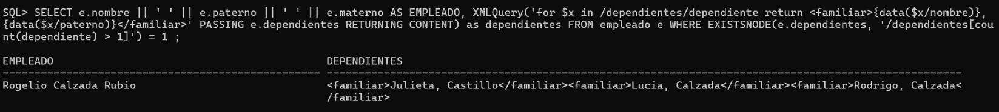 SQL> SELECT e.nombre || ' ' || e.paterno || ' ' || e.materno AS EMPLEADO, XMLQuery('for $x in /dependientes/dependiente return <familiar>{data($x/nombre)},
{data($x/paterno)}</familiar>' PASSING e.dependientes RETURNING CONTENT) as dependientes FROM empleado e WHERE EXISTSNODE(e.dependientes, '/dependientes[cou
nt(dependiente) > 1]') = 1 ;
EMPLEADO DEPENDIENTES
-------------------------------------------------- ----------------------------------------------------------------------------------------------------
Rogelio Calzada Rubio <familiar>Julieta, Castillo</familiar><familiar>Lucia, Calzada</familiar><familiar>Rodrigo, Calzada<
/familiar>